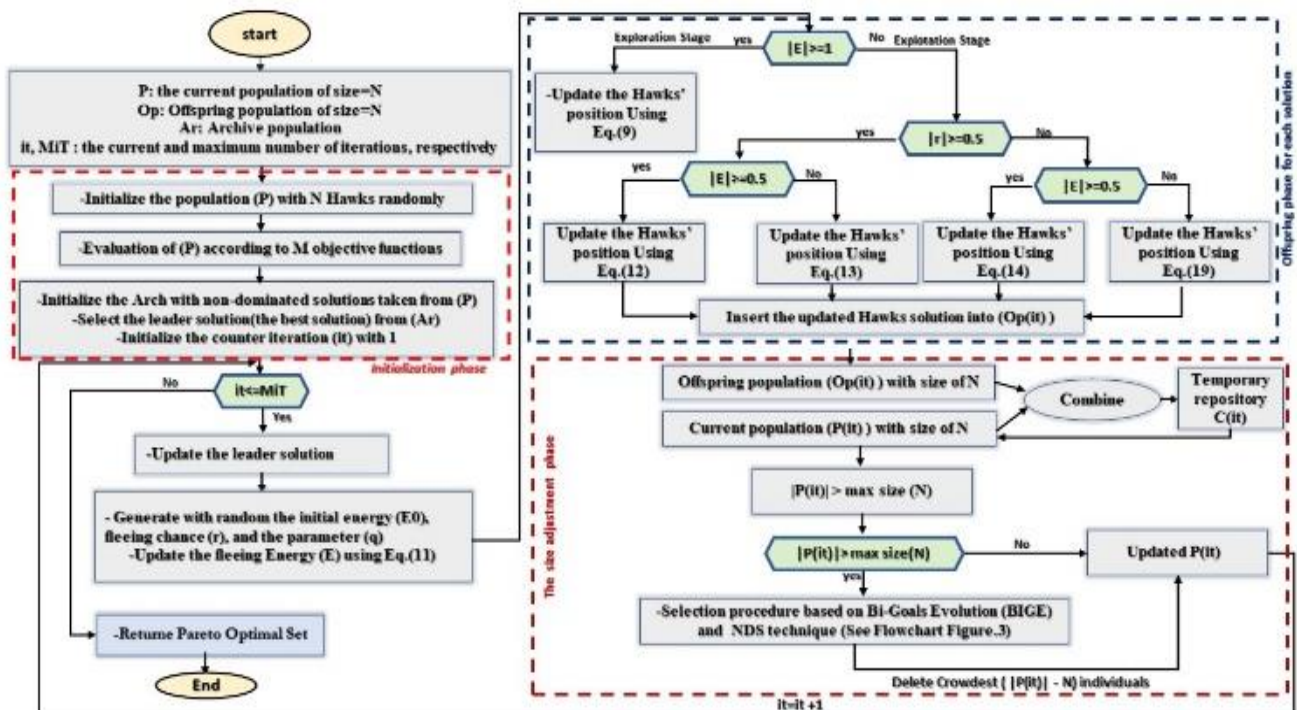 start
P: the current population of size=N
Op: Offspring population of size=N
Ar: Archive population
it, MiT : the current and maximum number of iterations, respectively
-Initialize the population (P) with N Hawks randomly
-Evaluation of (P) according to M objective functions
-Initialize the Arch with non-dominated solutions taken from (P)
-Select the leader solution(the best solution) from (Ar)
-Initialize the counter iteration (it) with 1
Initialization phase
No
it<=MiT
Yes
-Update the leader solution
- Generate with random the initial energy (E0),
fleeing chance (r), and the parameter (q)
-Update the fleeing Energy (E) using Eq.(11)
-Returne Pareto Optimal Set
End
Exploration Stage
yes
|E|>=1
No
Explotation Stage
-Update the Hawks'
position Using
Eq.(9)
yes
|r|>=0.5
No
yes
|E|>=0.5
No
yes
|E|>=0.5
No
Update the Hawks'
position Using
Eq.(12)
Update the Hawks'
position Using
Eq.(13)
Update the Hawks'
position Using
Eq.(14)
Update the Hawks'
position Using
Eq.(19)
Insert the updated Hawks solution into (Op(it) )
Offspring phase for each solution
Offspring population (Op(it) ) with size of N
Current population (P(it) ) with size of N
Combine
Temporary
repository
C(it)
|P(it)| > max size (N)
|P(it)|>max size(N)
No
Updated P(it)
yes
-Selection procedure based on Bi-Goals Evolution (BIGE)
and NDS technique (See Flowchart Figure.3)
Delete Crowdest ( |P(it)| - N) individuals
The size adjustment phase
it=it +1